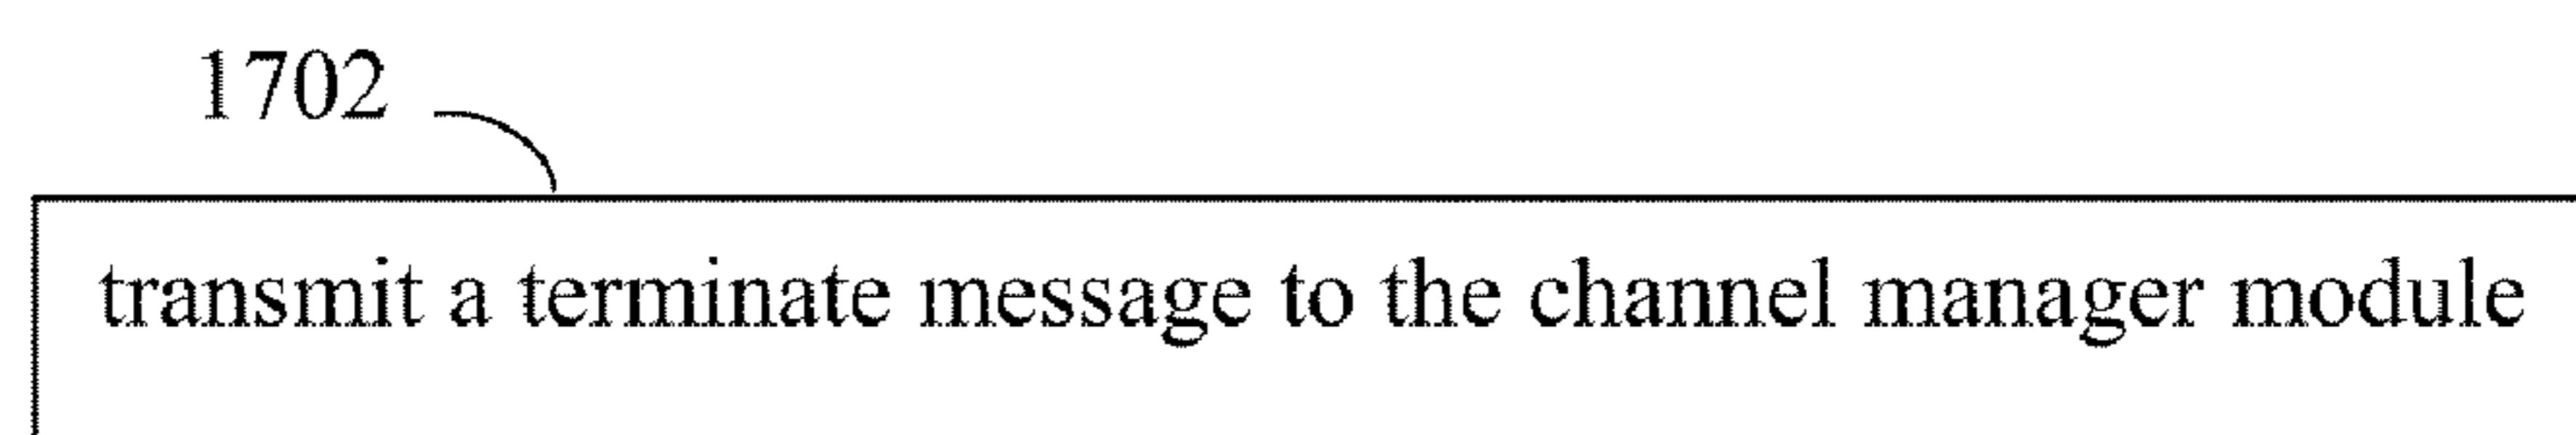 1702
transmit a terminate message to the channel manager module